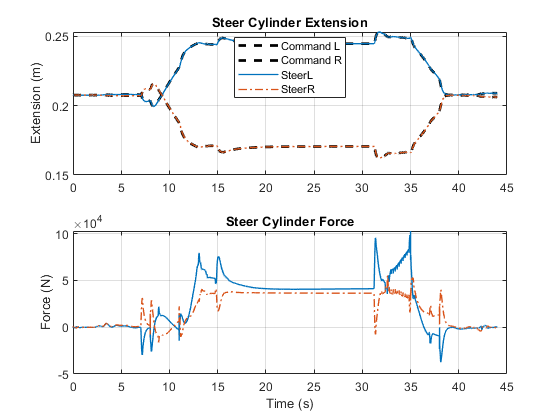 Steer Cylinder Extension
0.25
0.2
0.15
Extension (m)
Command L
Command R
SteerL
SteerR
0 5 10 15 20 25 30 35 40 45
Steer Cylinder Force
×10⁴
10
5
0
-5
Force (N)
0 5 10 15 20 25 30 35 40 45
Time (s)